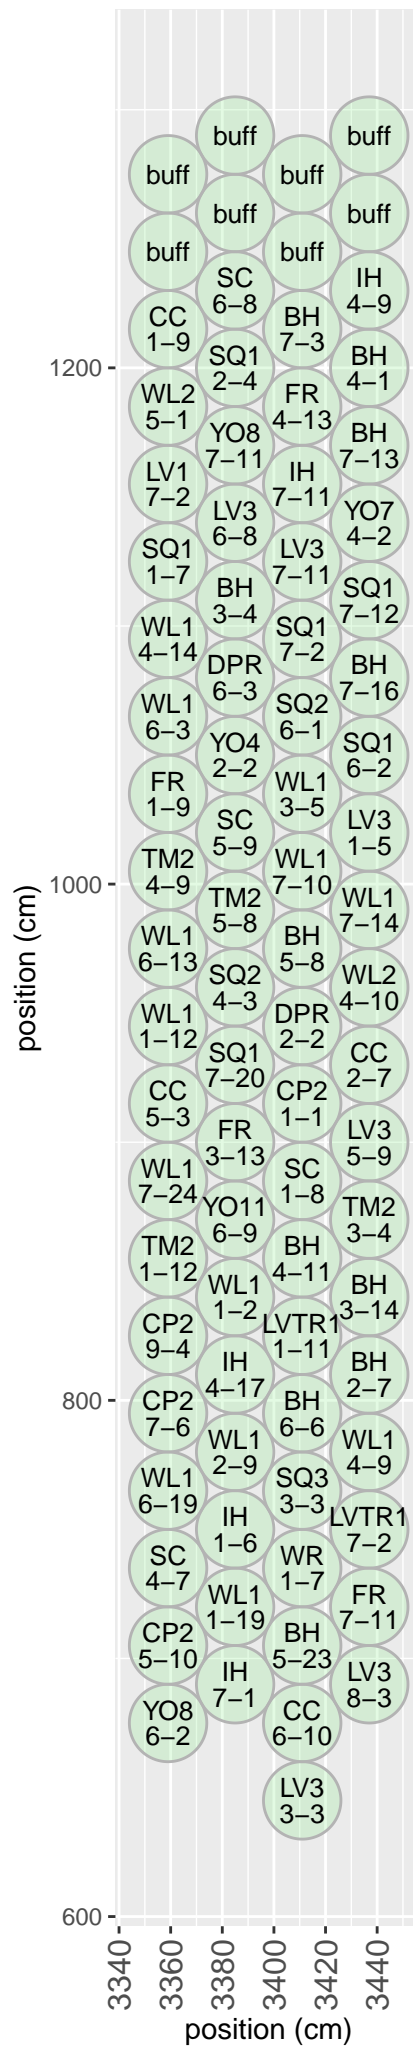 buff
buff
buff
buff
buff
buff
buff
buff
SC
6−8
IH
4−9
CC
1−9
BH
7−3
1200
SQ1
2−4
BH
4−1
WL2
5−1
FR
4−13
YO8
7−11
BH
7−13
LV1
7−2
IH
7−11
LV3
6−8
YO7
4−2
SQ1
1−7
LV3
7−11
BH
3−4
SQ1
7−12
WL1
4−14
SQ1
7−2
DPR
6−3
BH
7−16
WL1
6−3
SQ2
6−1
YO4
2−2
SQ1
6−2
FR
1−9
WL1
3−5
SC
5−9
LV3
1−5
TM2
4−9
WL1
7−10
1000
TM2
5−8
WL1
7−14
WL1
6−13
BH
5−8
SQ2
4−3
WL2
4−10
WL1
1−12
DPR
2−2
SQ1
7−20
CC
2−7
CC
5−3
CP2
1−1
FR
3−13
LV3
5−9
WL1
7−24
SC
1−8
YO11
6−9
TM2
3−4
TM2
1−12
BH
4−11
WL1
1−2
BH
3−14
CP2
9−4
LVTR1
1−11
IH
4−17
BH
2−7
800
CP2
7−6
BH
6−6
WL1
2−9
WL1
4−9
WL1
6−19
SQ3
3−3
IH
1−6
LVTR1
7−2
SC
4−7
WR
1−7
WL1
1−19
FR
7−11
CP2
5−10
BH
5−23
IH
7−1
LV3
8−3
YO8
6−2
CC
6−10
LV3
3−3
600
position (cm)
3340
3360
3380
3400
3420
3440
position (cm)